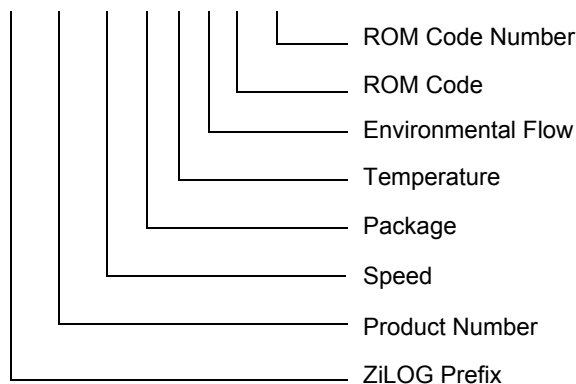 ROM Code Number
ROM Code
Environmental Flow
Temperature
Package
Speed
Product Number
ZiLOG Prefix